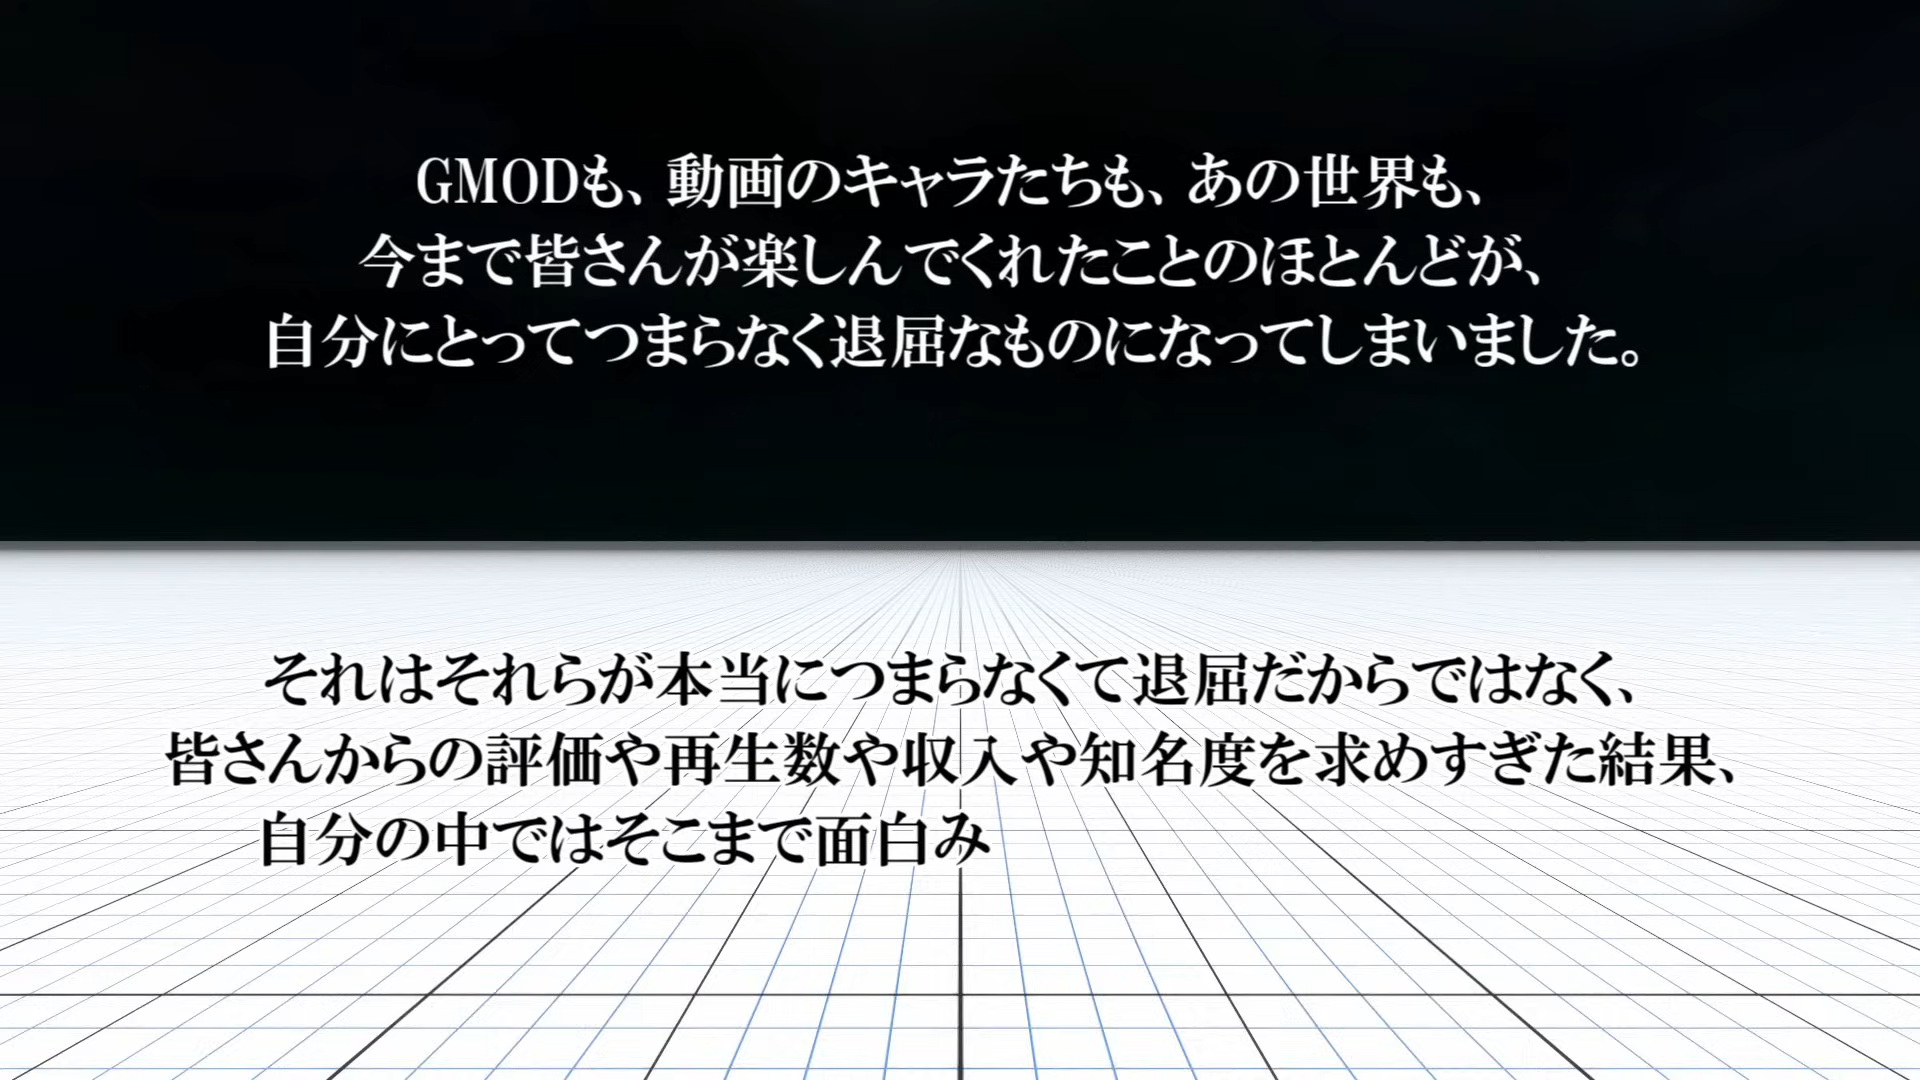 GMODも、動画のキャラたちも、あの世界も、
今まで皆さんが楽しんでくれたことのほとんどが、
自分にとってつまらなく退屈なものになってしまいました。
それはそれらが本当につまらなくて退屈だからではなく、
皆さんからの評価や再生数や収入や知名度を求めすぎた結果、
自分の中ではそこまで面白み